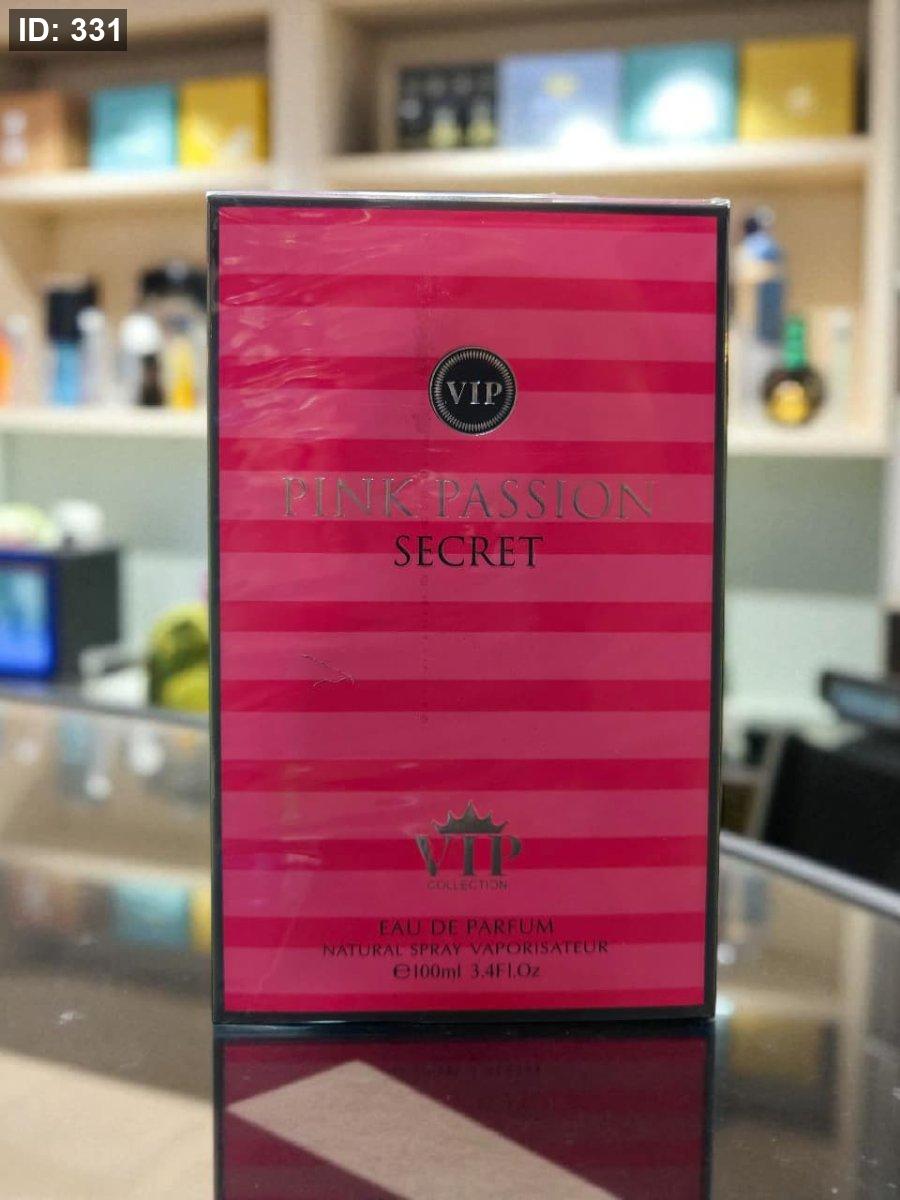 ID: 331
VIP
PINK PASSION
SECRET
VIP
COLLECTION
EAU DE PARFUM
NATURAL SPRAY VAPORISATEUR
℮100ml 3.4Fl.Oz